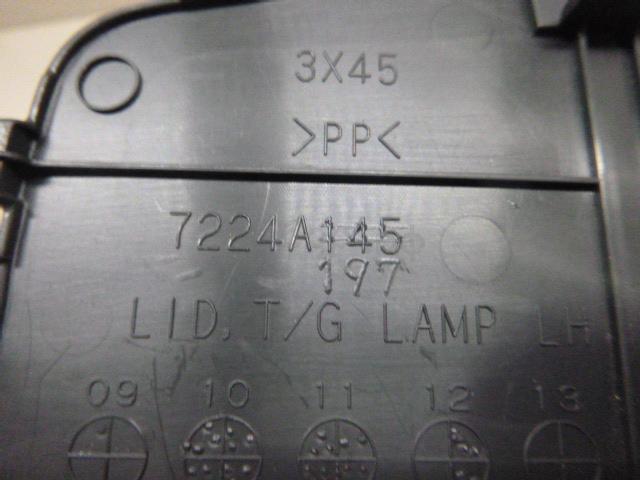 3X45
>PP<
7224A145
197
LID, T/G LAMP LH
09 10 11 12 13